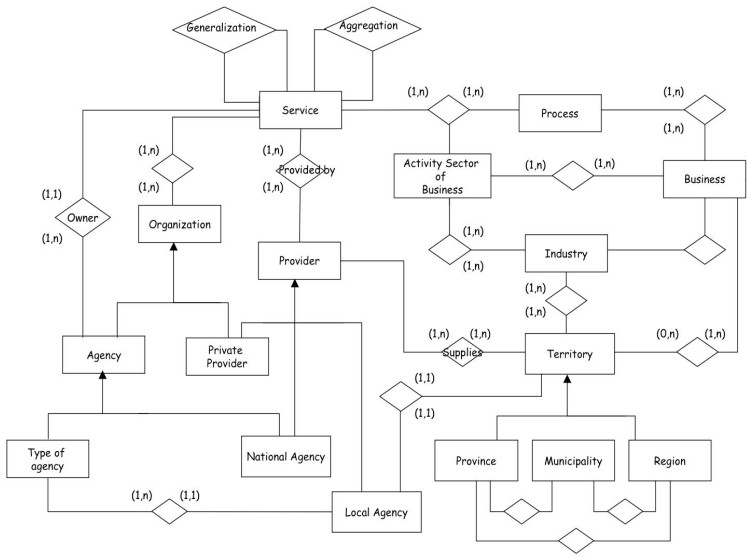 Generalization
Aggregration
Service
(1,n)
(1,n)
Process
(1,n)
(1,n)
(1,n)
(1,n)
(1,n)
Provided by
(1,n)
Activity Sector
of
Business
(1,n)
(1,n)
Business
(1,1)
Owner
(1,n)
Organization
(1,n)
(1,n)
Industry
Provider
(1,n)
(1,n)
(1,n)
(1,n)
Supplies
Territory
(0,n)
(1,n)
Agency
Private
Provider
(1,1)
(1,1)
Type of
agency
National Agency
Province
Municipality
Region
(1,n)
(1,1)
Local Agency